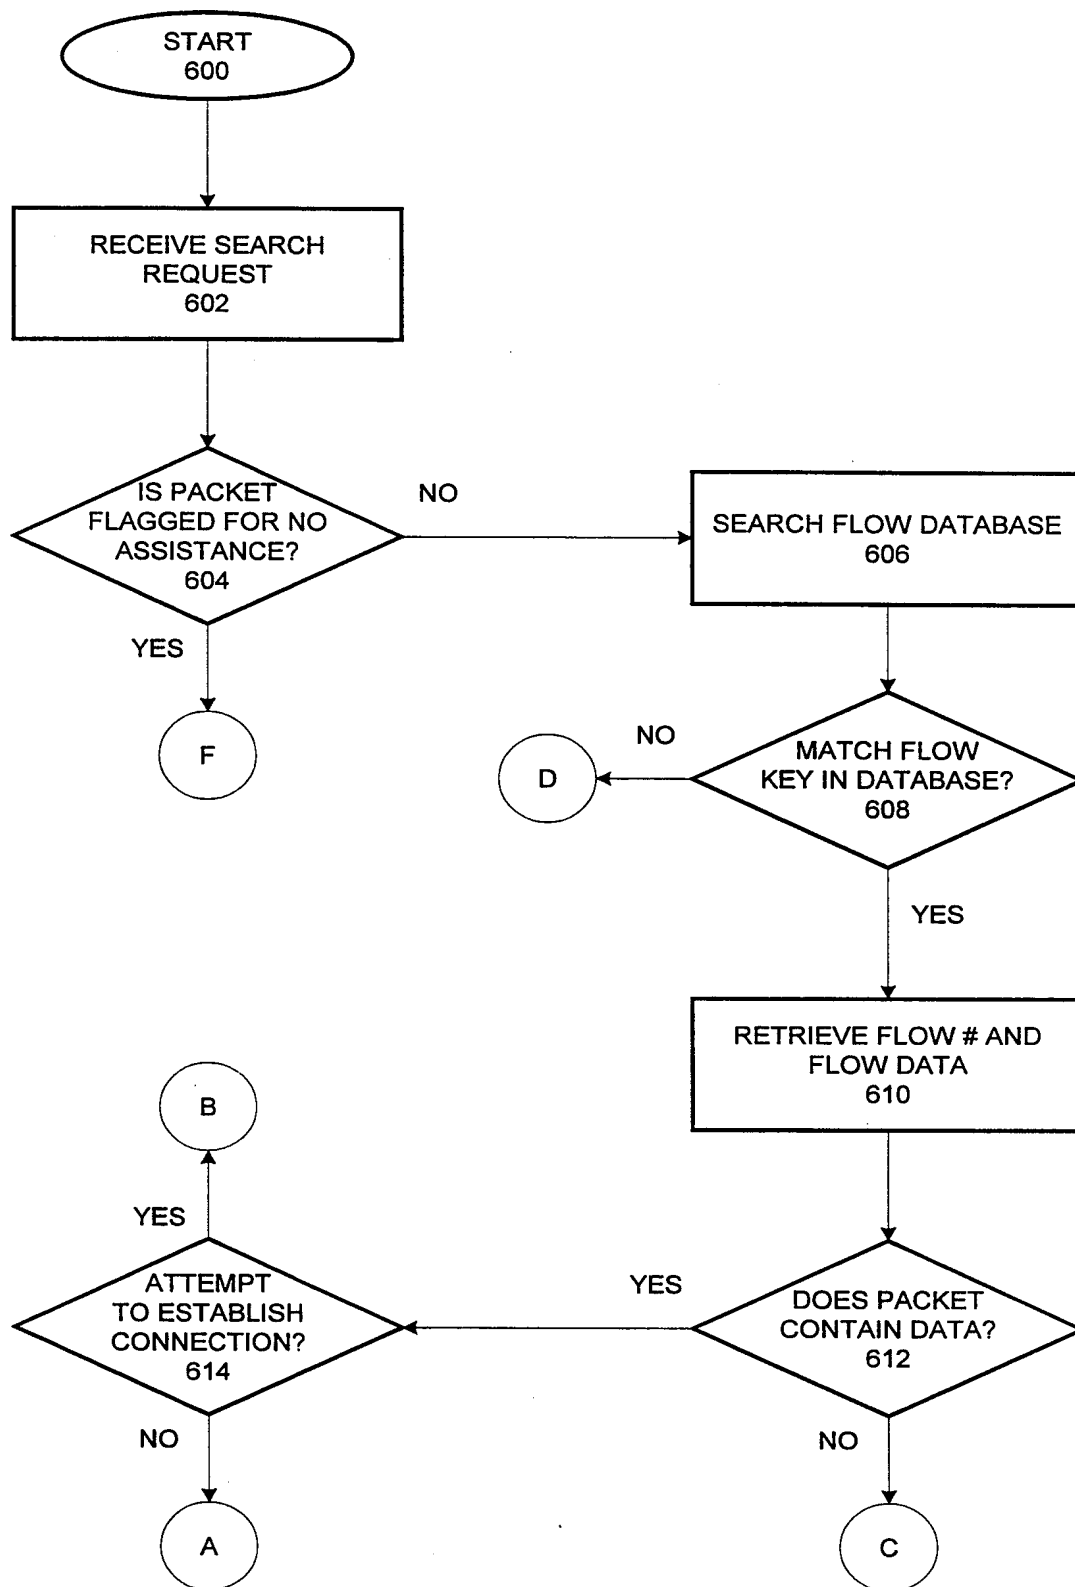 START
600
RECEIVE SEARCH
REQUEST
602
IS PACKET
FLAGGED FOR NO
ASSISTANCE?
604
NO
YES
F
SEARCH FLOW DATABASE
606
MATCH FLOW
KEY IN DATABASE?
608
NO
D
YES
RETRIEVE FLOW # AND
FLOW DATA
610
DOES PACKET
CONTAIN DATA?
612
YES
NO
C
ATTEMPT
TO ESTABLISH
CONNECTION?
614
YES
B
NO
A